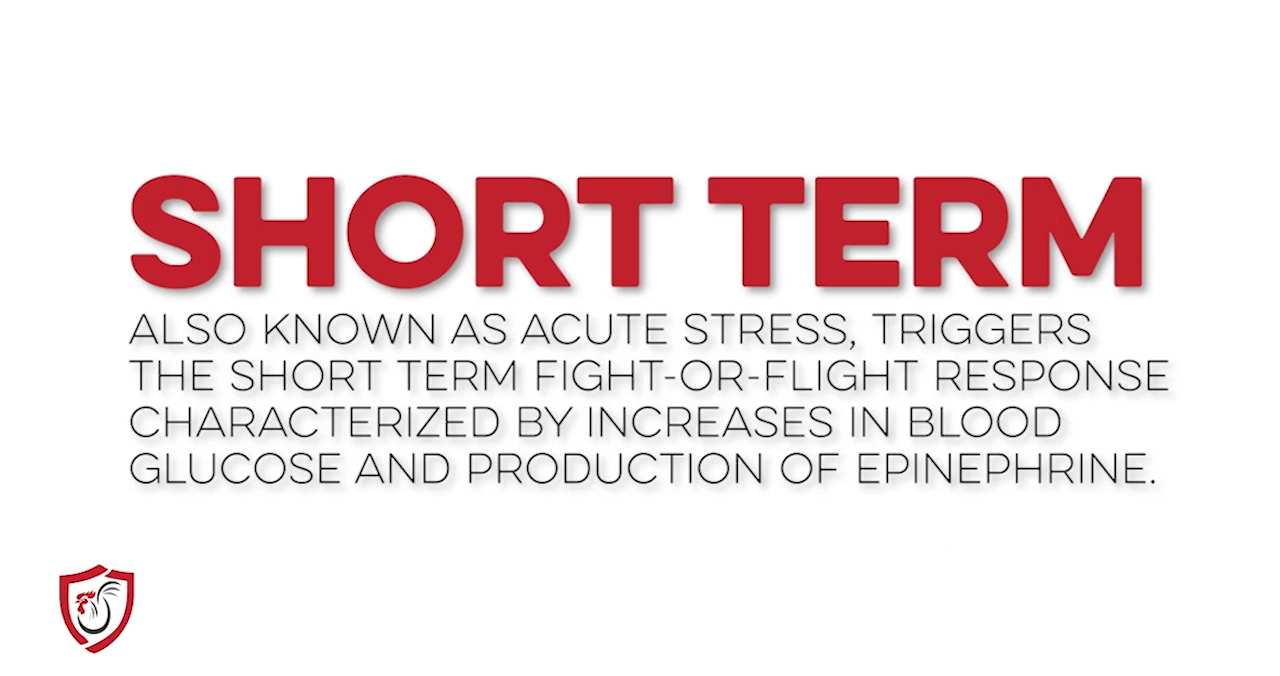 SHORT TERM
ALSO KNOWN AS ACUTE STRESS, TRIGGERS
THE SHORT TERM FIGHT-OR-FLIGHT RESPONSE
CHARACTERIZED BY INCREASES IN BLOOD
GLUCOSE AND PRODUCTION OF EPINEPHRINE.